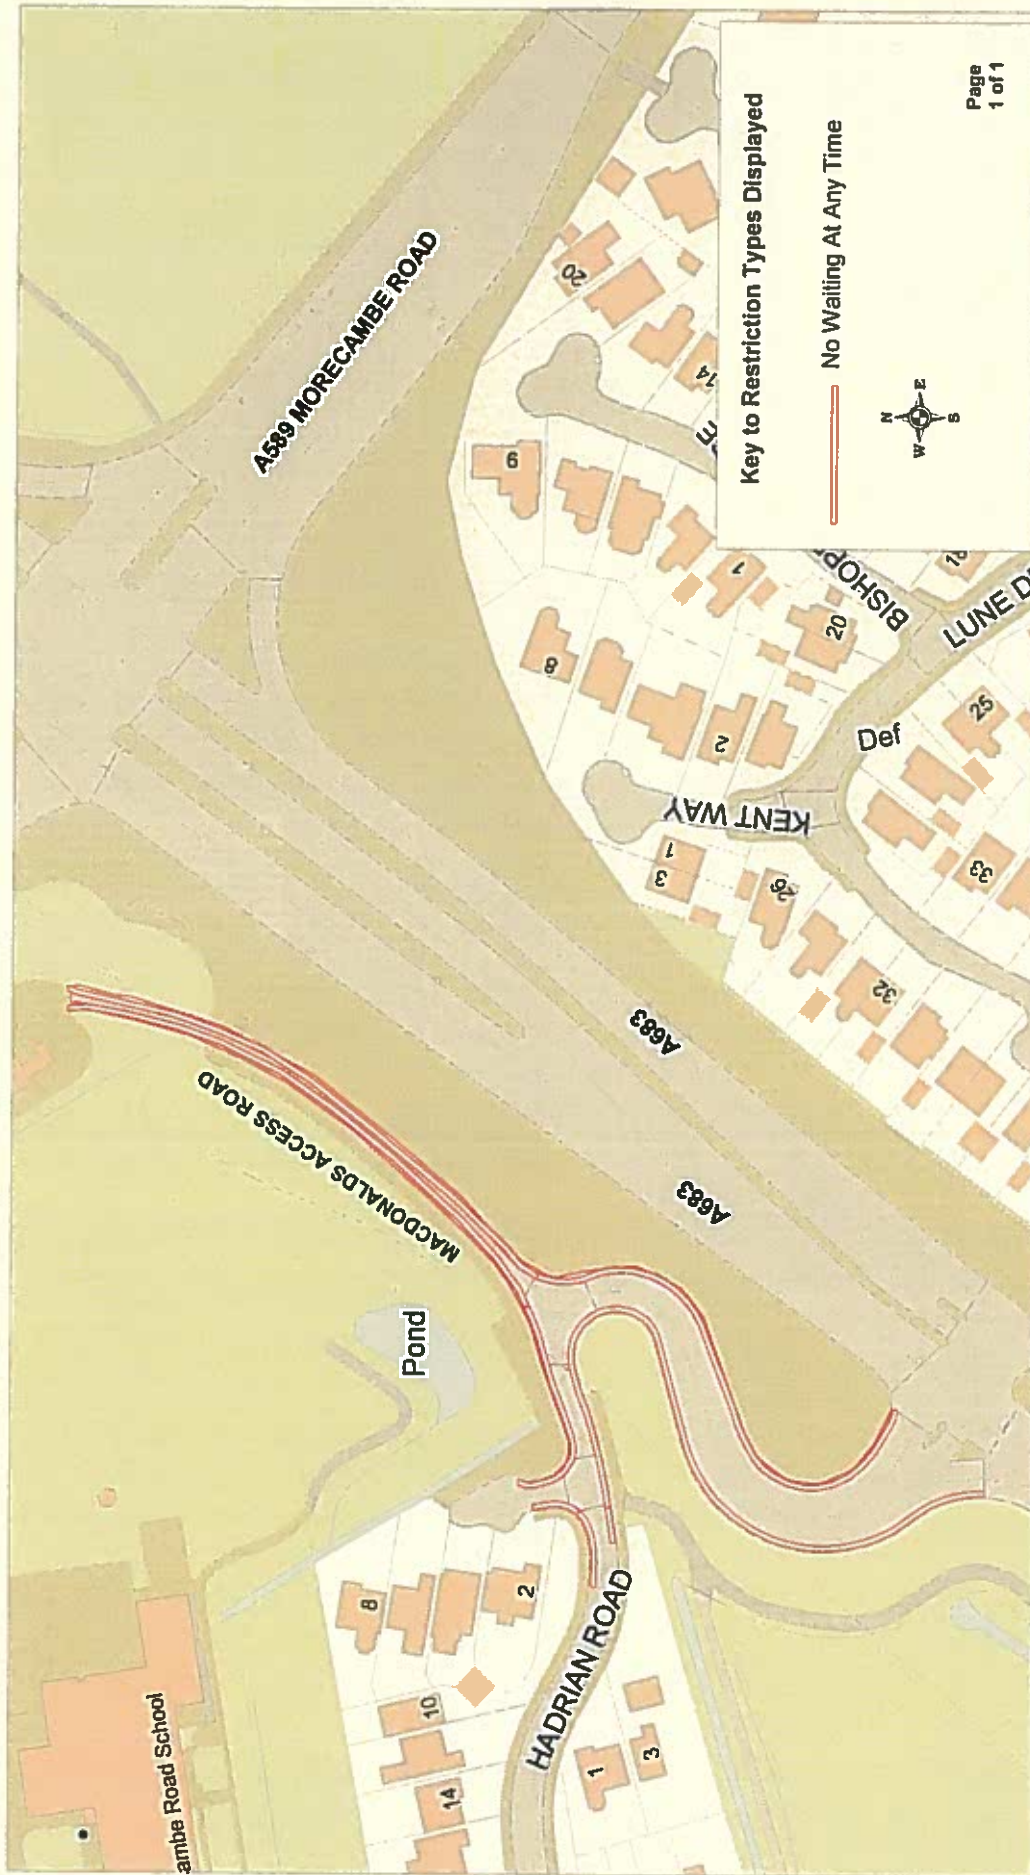 A589 MORECAMBE ROAD
MACDONALDS ACCESS ROAD
A683
A683
Pond
ambe Road School
HADRIAN ROAD
8
2
10
14
1
3
KENT WAY
3
1
26
32
33
25
Def
LUNE D
BISHOP
20
1
2
8
6
14
20
18
Key to Restriction Types Displayed
No Waiting At Any Time
N
W
E
S
Page
1 of 1